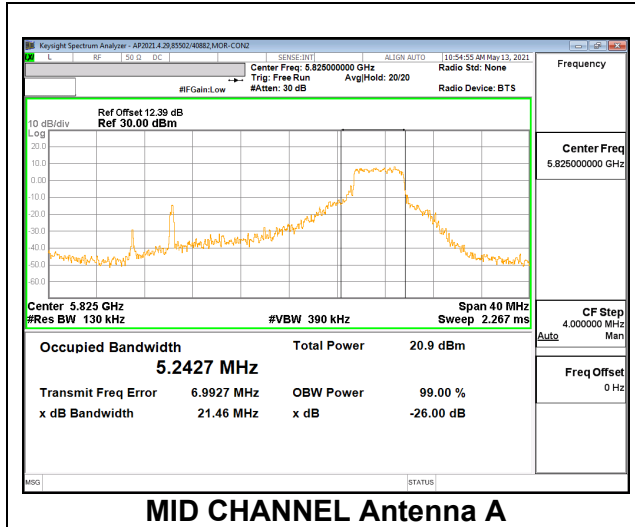 Keysight Spectrum Analyzer - AP2021.4.29,85502/40882,MOR-CON2
L RF 50 Ω DC SENSE:INT ALIGN AUTO 10:54:55 AM May 13, 2021
Center Freq: 5.825000000 GHz Radio Std: None
Trig: Free Run Avg|Hold: 20/20
#IFGain:Low #Atten: 30 dB Radio Device: BTS
Frequency
Ref Offset 12.39 dB
10 dB/div Ref 30.00 dBm
Log
20.0
10.0
0.00
-10.0
-20.0
-30.0
-40.0
-50.0
-60.0
Center Freq
5.825000000 GHz
Center 5.825 GHz Span 40 MHz
#Res BW 130 kHz #VBW 390 kHz Sweep 2.267 ms
CF Step
4.000000 MHz
Auto Man
Occupied Bandwidth Total Power 20.9 dBm
5.2427 MHz
Freq Offset
0 Hz
Transmit Freq Error 6.9927 MHz OBW Power 99.00 %
x dB Bandwidth 21.46 MHz x dB -26.00 dB
MSG STATUS
MID CHANNEL Antenna A